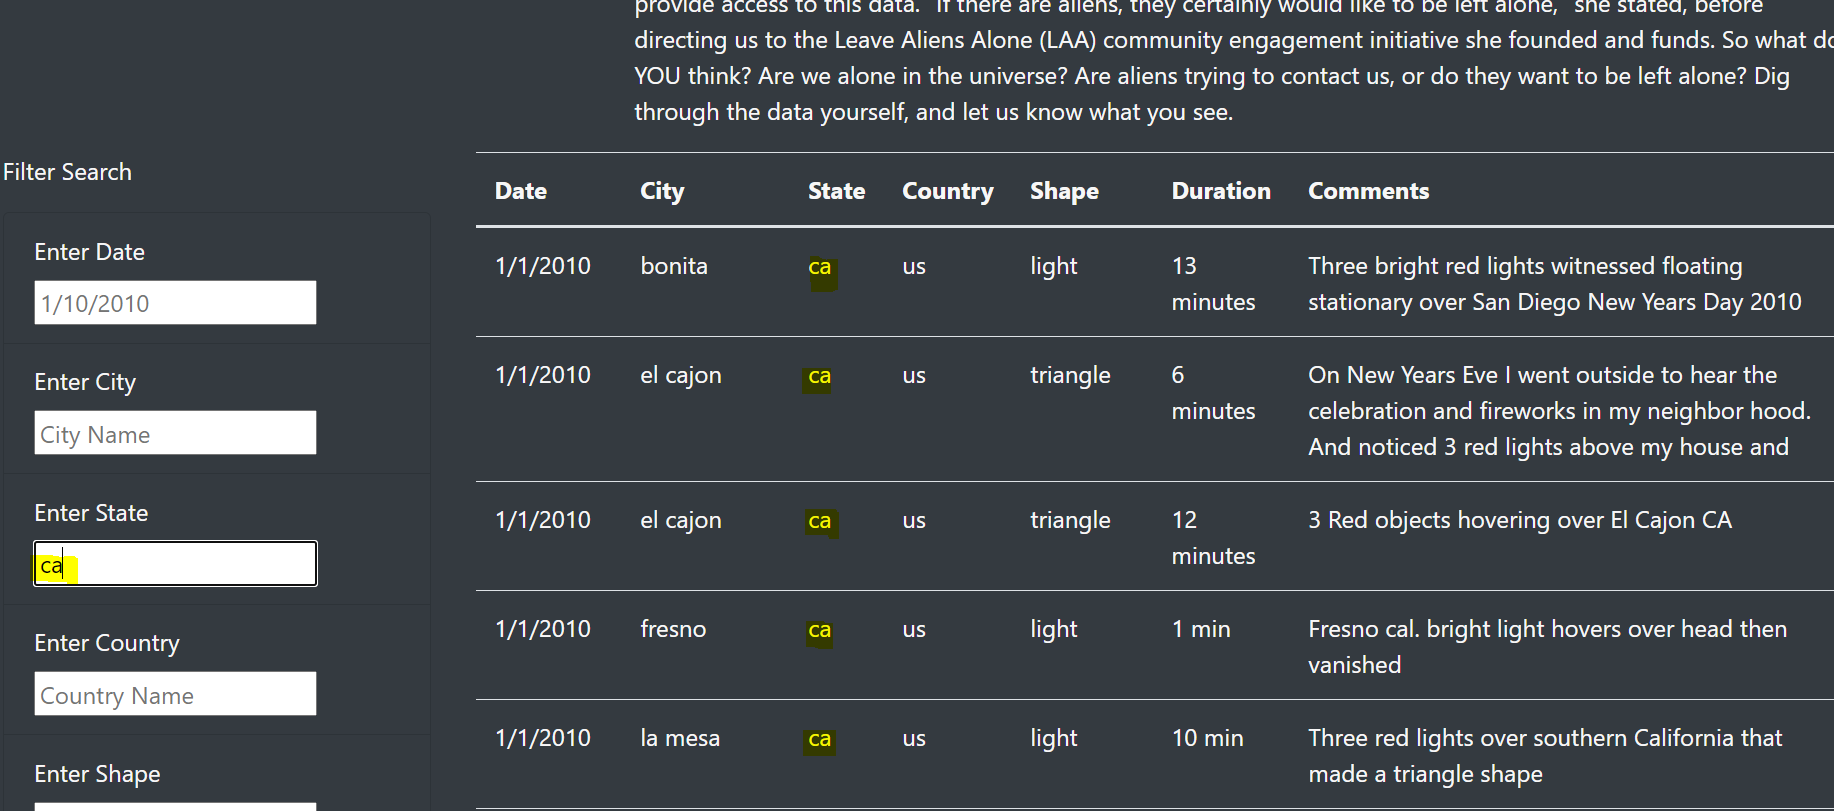 provide access to this data. "If there are aliens, they certainly would like to be left alone," she stated, before
directing us to the Leave Aliens Alone (LAA) community engagement initiative she founded and funds. So what do
YOU think? Are we alone in the universe? Are aliens trying to contact us, or do they want to be left alone? Dig
through the data yourself, and let us know what you see.
Filter Search
Enter Date
1/10/2010
Enter City
City Name
Enter State
ca
Enter Country
Country Name
Enter Shape
Date City State Country Shape Duration Comments
1/1/2010 bonita ca us light 13 Three bright red lights witnessed floating
minutes stationary over San Diego New Years Day 2010
1/1/2010 el cajon ca us triangle 6 On New Years Eve I went outside to hear the
minutes celebration and fireworks in my neighbor hood.
And noticed 3 red lights above my house and
1/1/2010 el cajon ca us triangle 12 3 Red objects hovering over El Cajon CA
minutes
1/1/2010 fresno ca us light 1 min Fresno cal. bright light hovers over head then
vanished
1/1/2010 la mesa ca us light 10 min Three red lights over southern California that
made a triangle shape